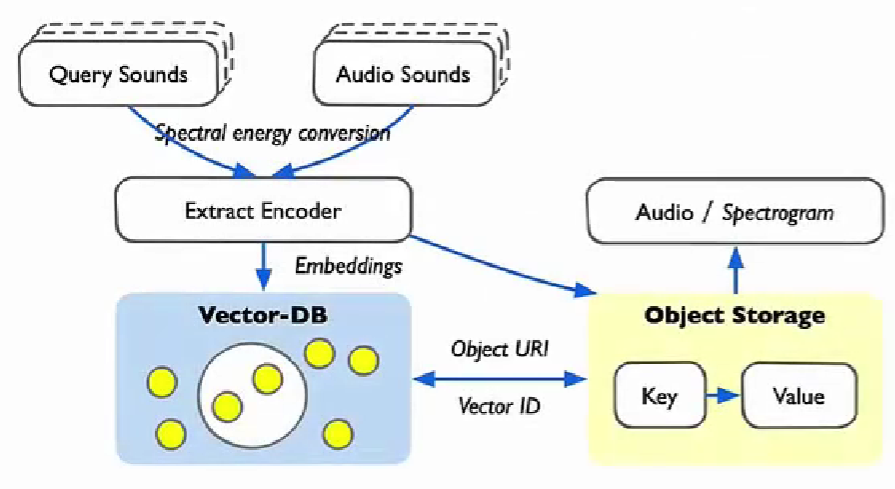 Query Sounds
Audio Sounds
Spectral energy conversion
Extract Encoder
Audio / Spectrogram
Embeddings
Vector-DB
Object Storage
Object URI
Vector ID
Key
Value